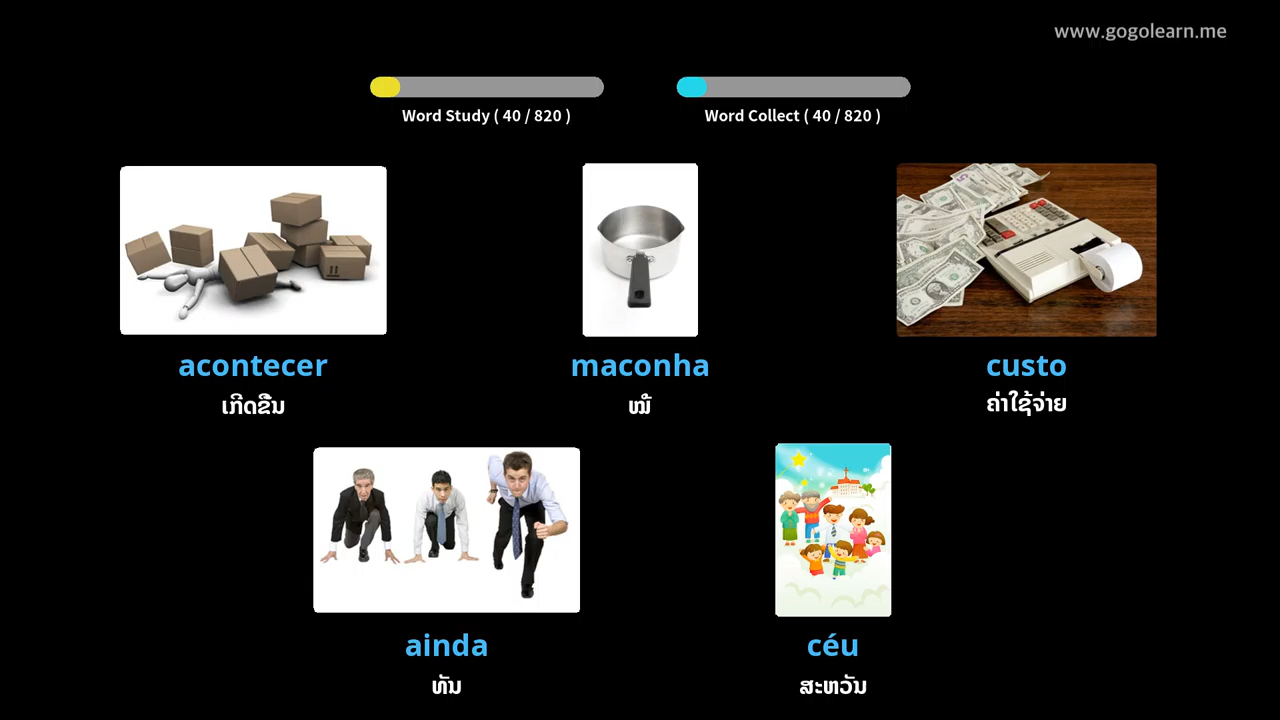 www.gogolearn.me
Word Study ( 40 / 820 )
Word Collect ( 40 / 820 )
acontecer
ເກີດຂື້ນ
maconha
ໝໍ້
custo
ຄ່າໃຊ້ຈ່າຍ
ainda
ທັນ
céu
ສະຫວັນ